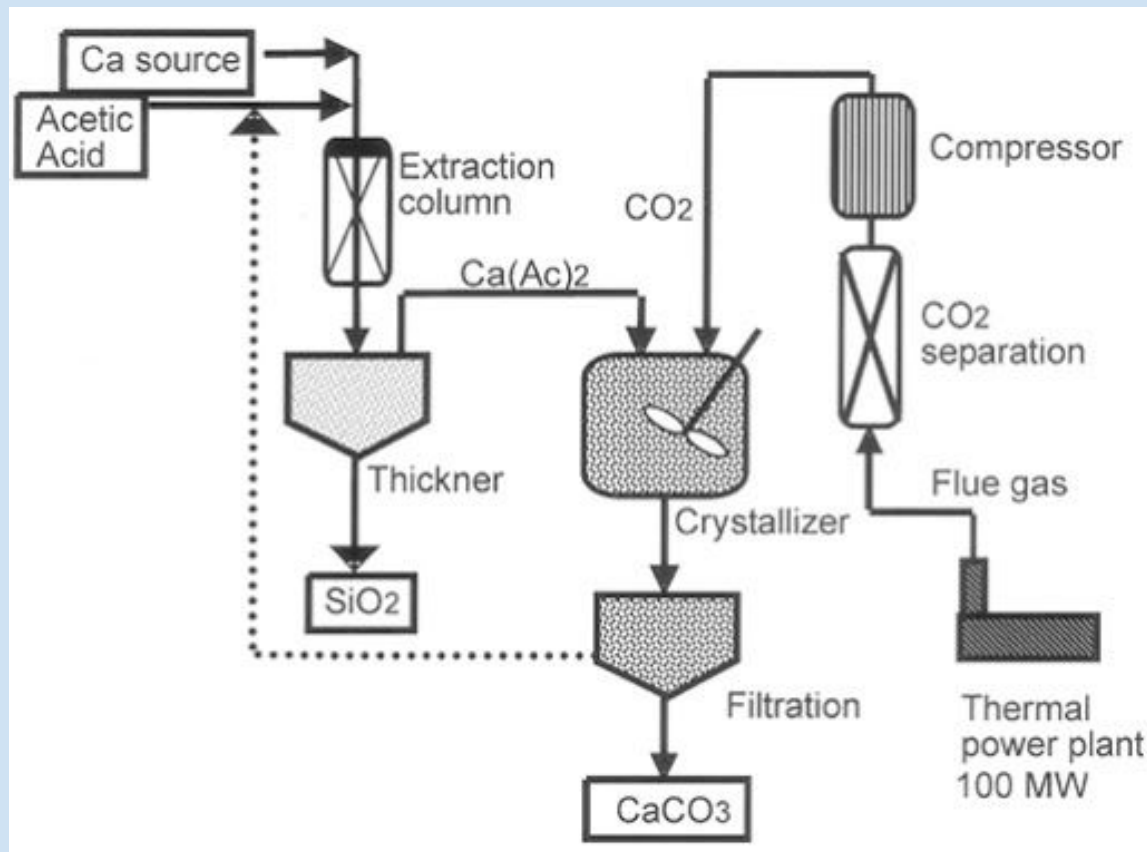 Ca source
Acetic
Acid
Extraction
column
Ca(Ac)2
CO2
Compressor
CO2
separation
Flue gas
Thickner
Crystallizer
SiO2
Filtration
Thermal
power plant
100 MW
CaCO3